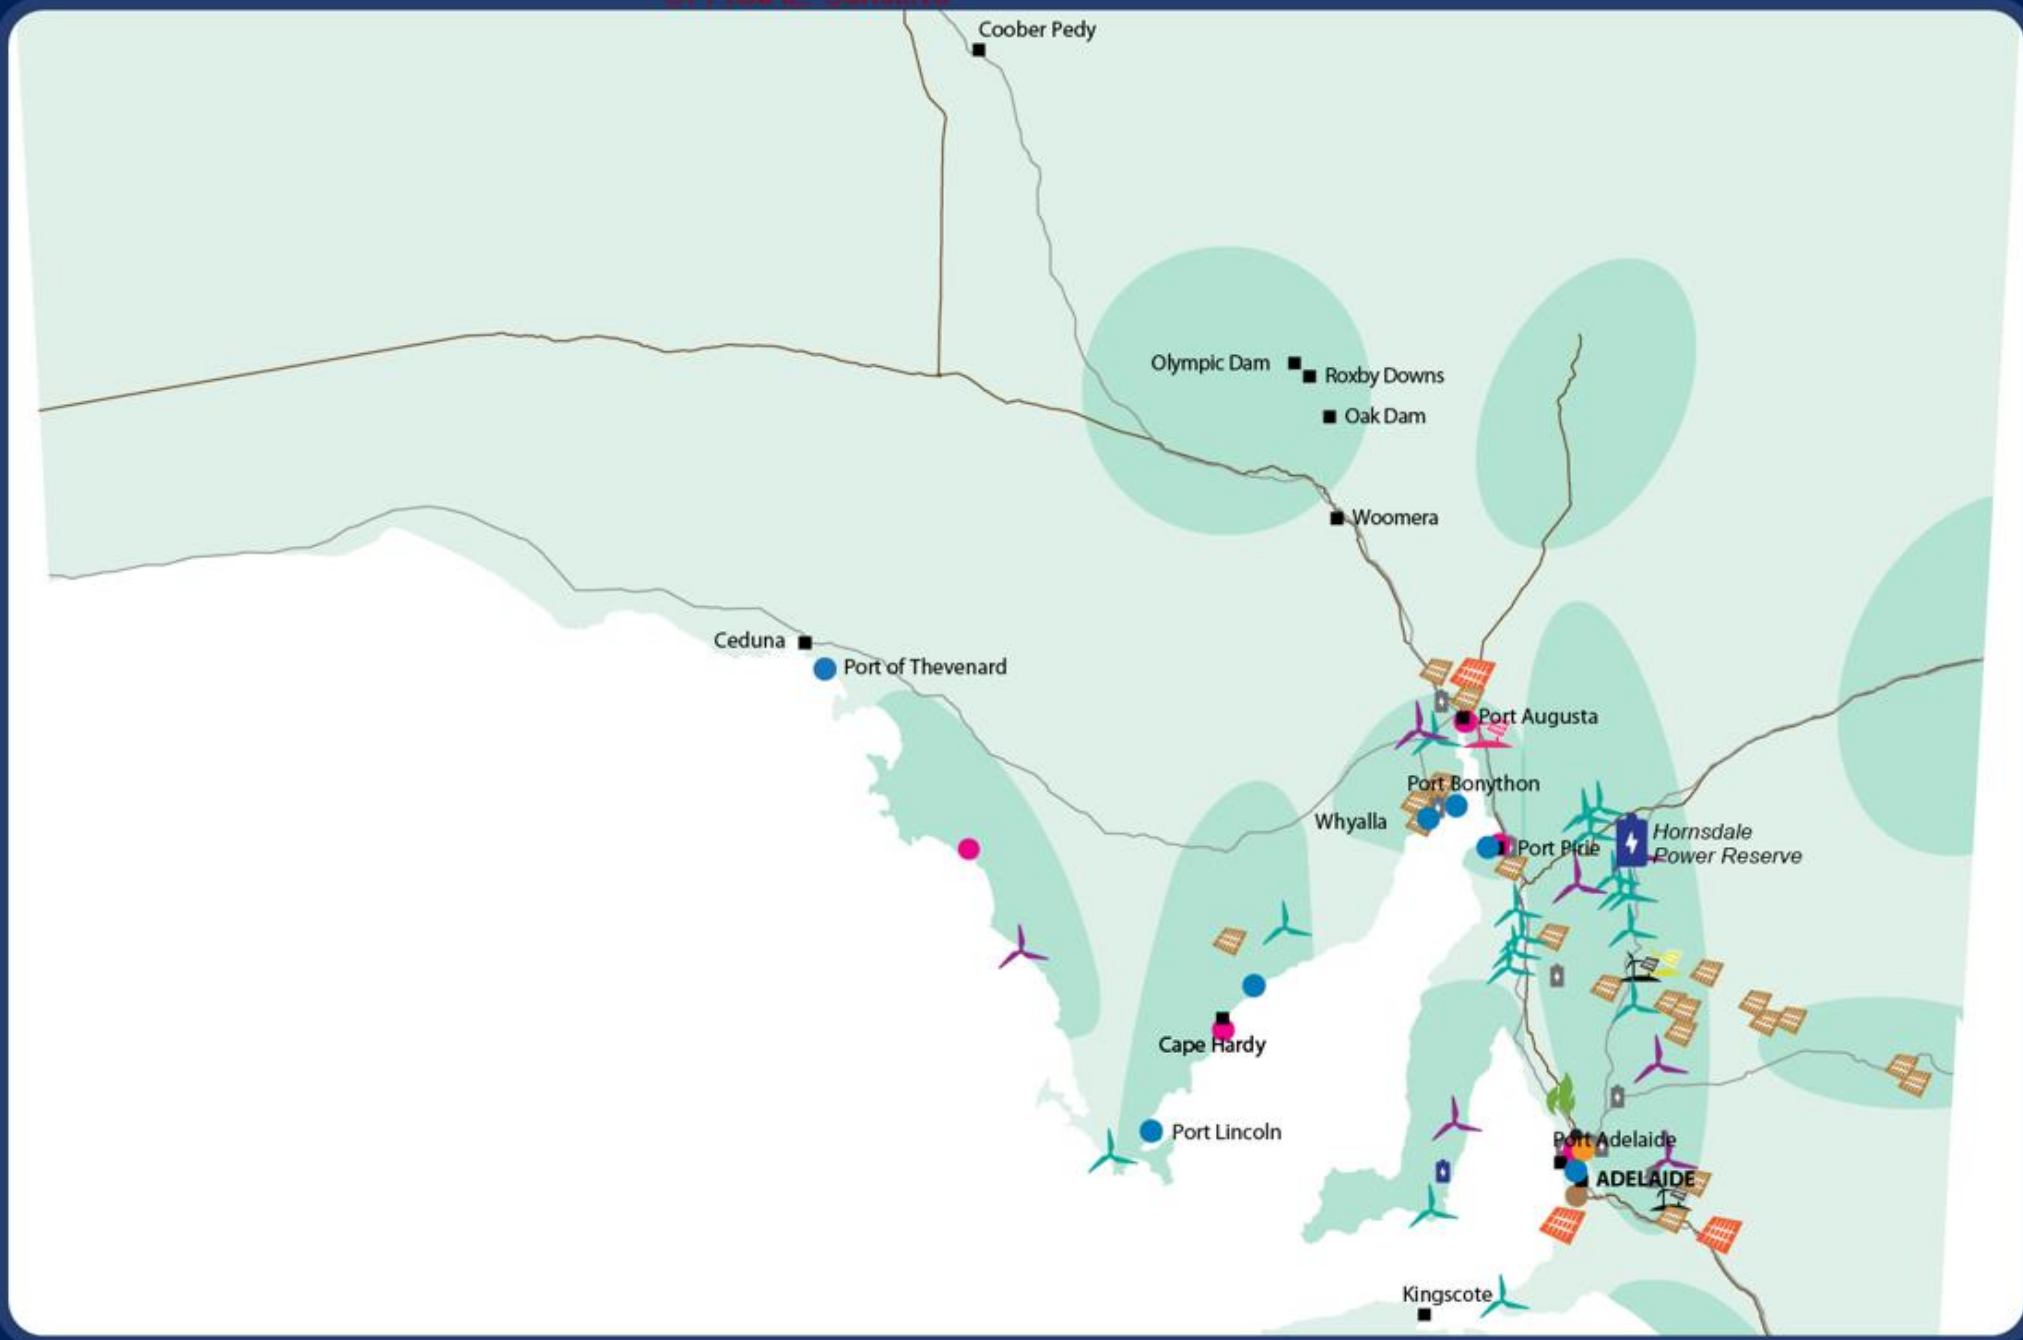 Coober Pedy
Olympic Dam
Roxby Downs
Oak Dam
Woomera
Ceduna
Port of Thevenard
Port Augusta
Port Bonython
Whyalla
Hornsdale
Power Reserve
Port Pirie
Cape Hardy
Port Lincoln
Port Adelaide
ADELAIDE
Kingscote